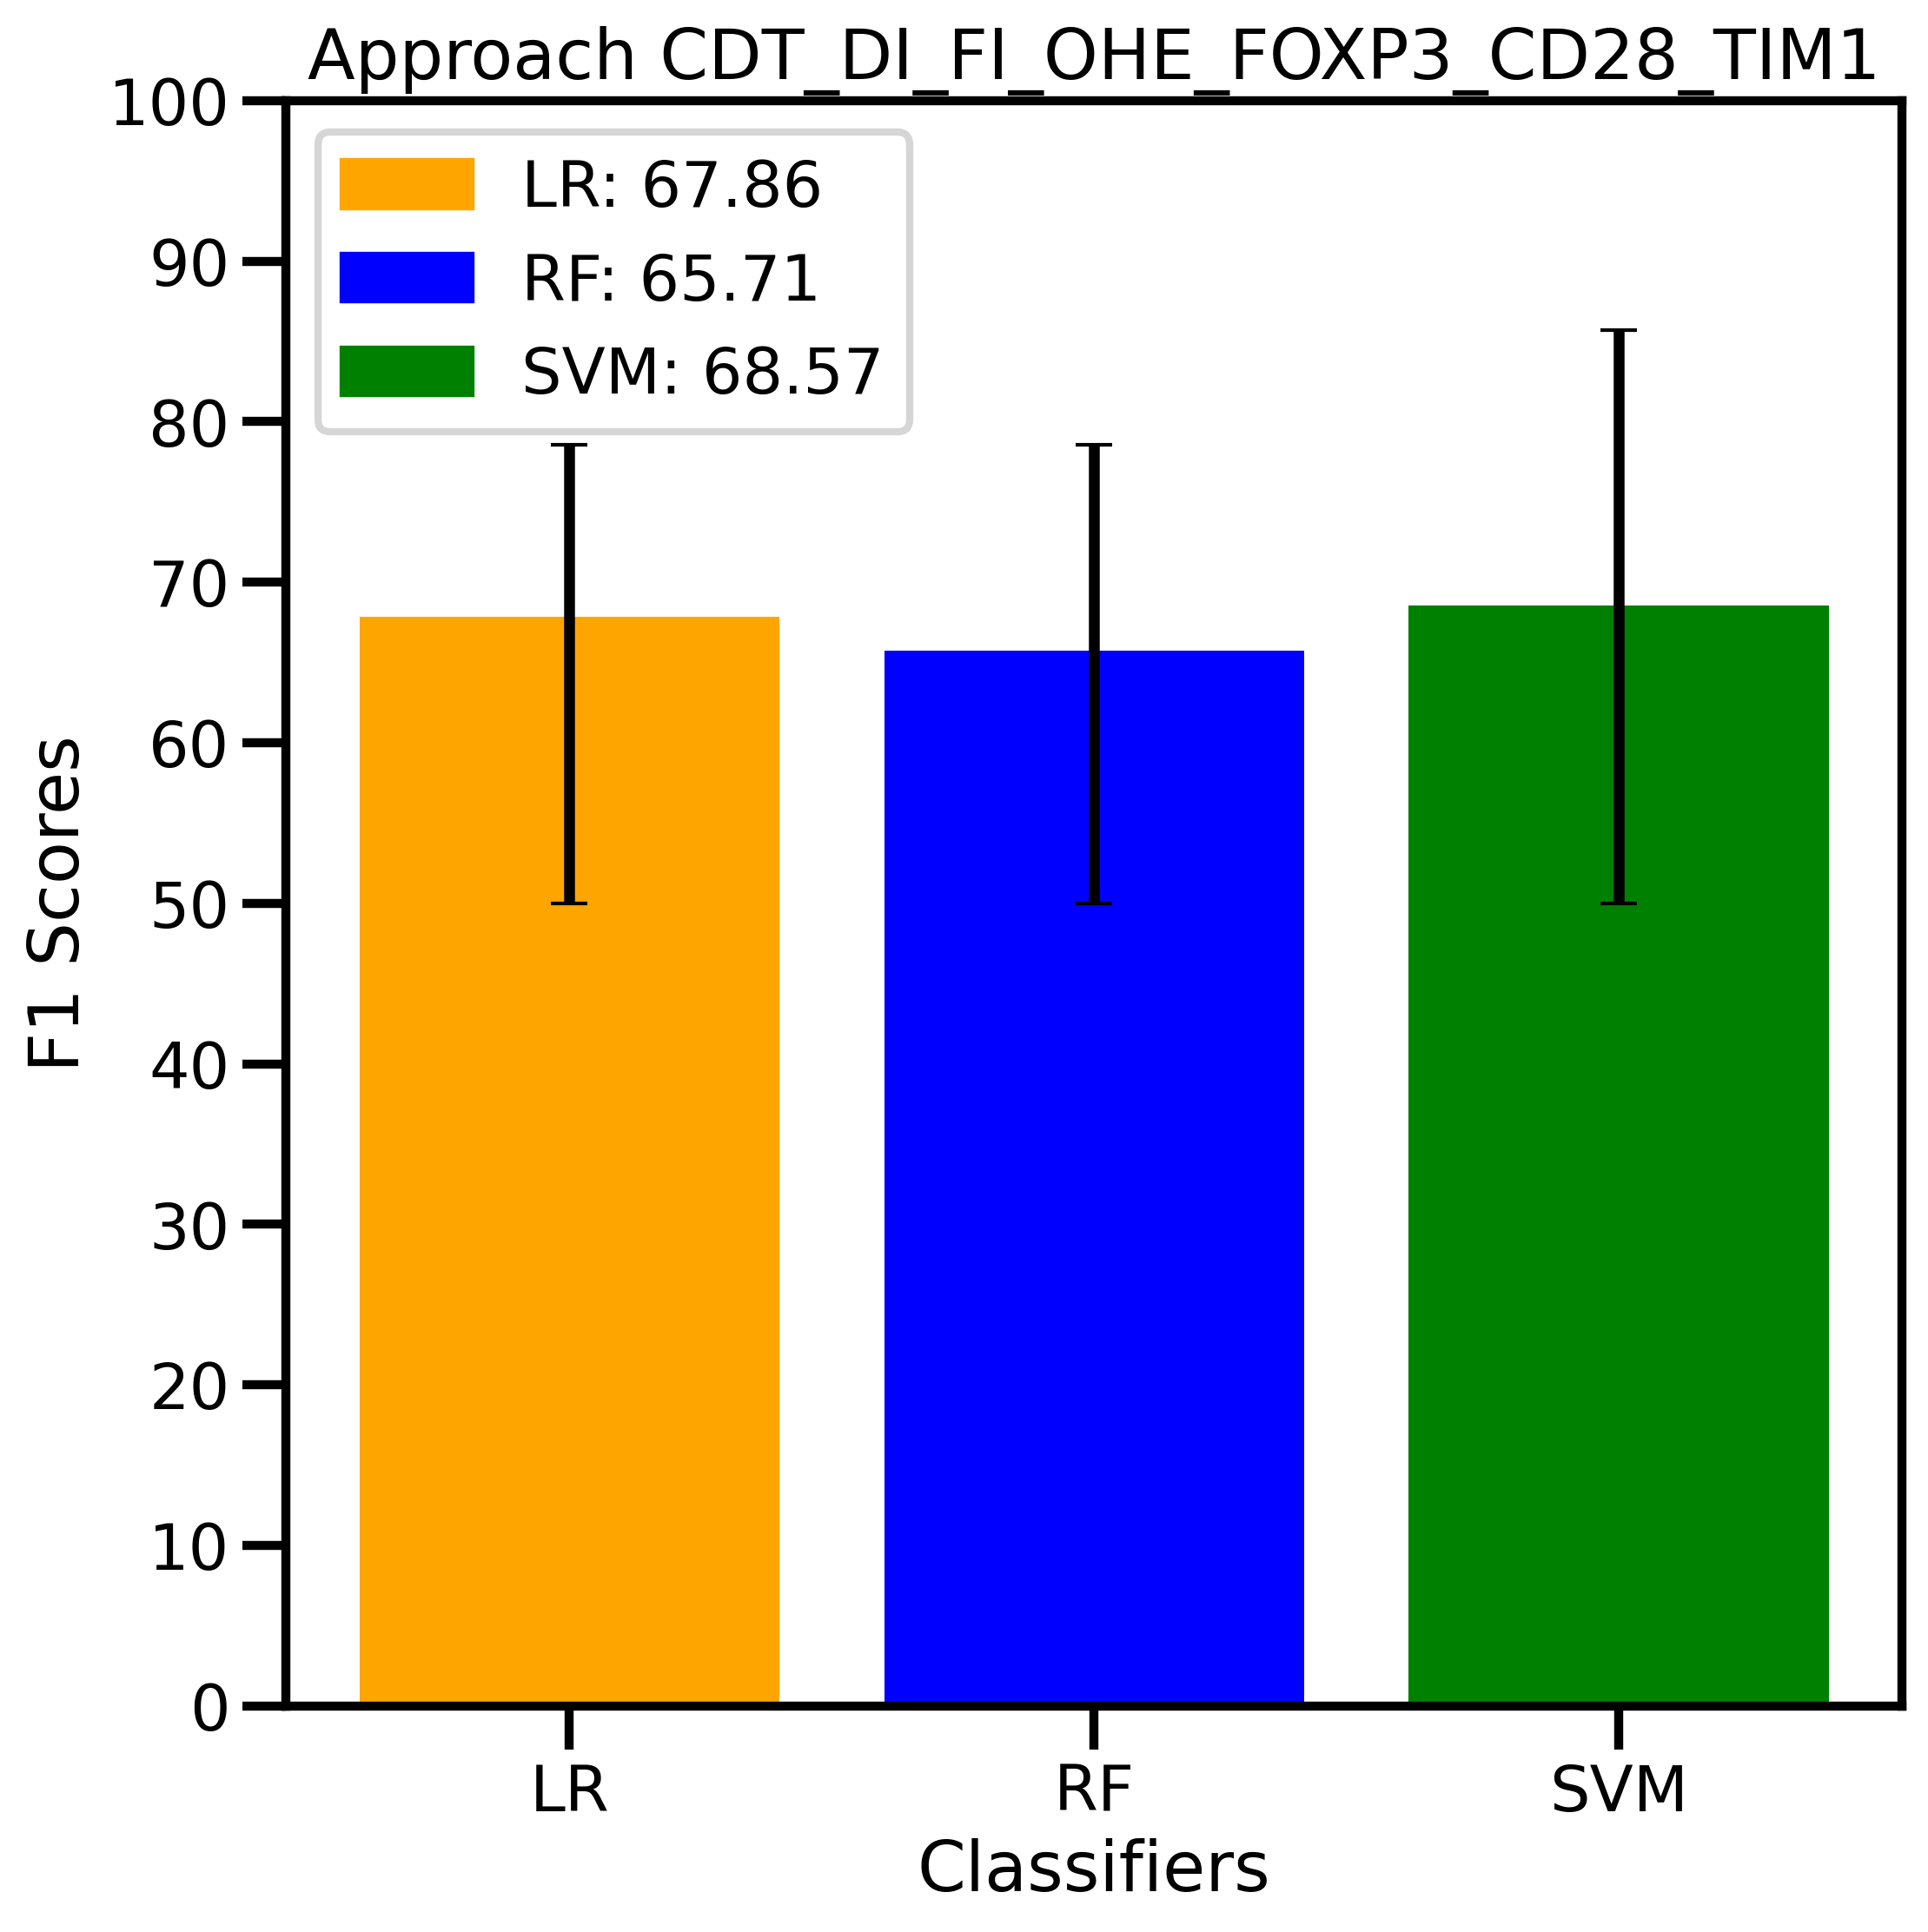 Approach CDT_DI_FI_OHE_FOXP3_CD28_TIM1
LR: 67.86
RF: 65.71
SVM: 68.57
100
90
80
70
60
50
40
30
20
10
0
F1 Scores
LR
RF
SVM
Classifiers